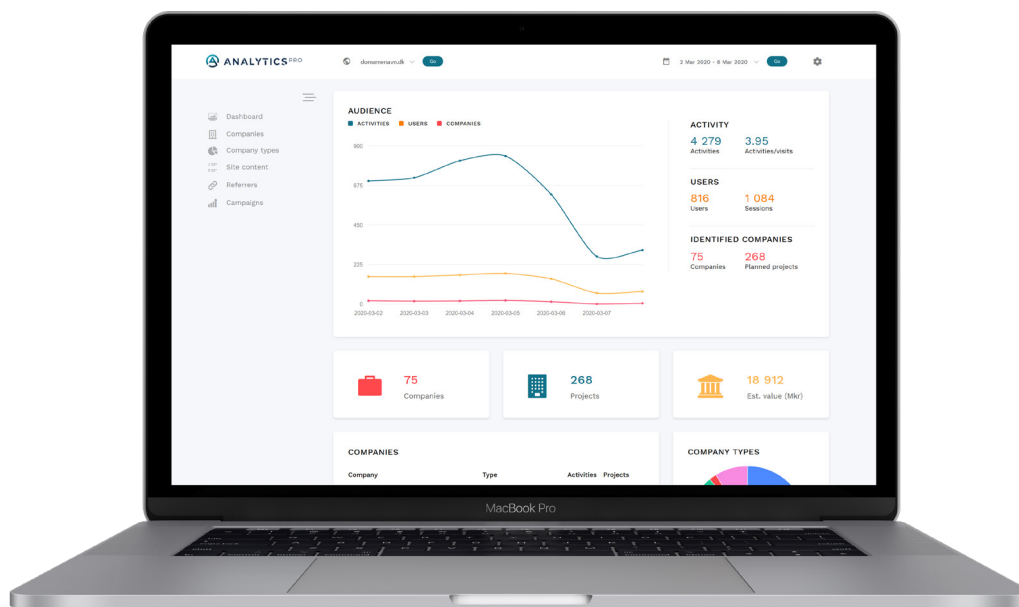 ANALYTICS PRO
domænenavn.dk Go
2 Mar 2020 - 8 Mar 2020 Go
Dashboard
Companies
Company types
Site content
Referrers
Campaigns
AUDIENCE
ACTIVITIES USERS COMPANIES
900
675
450
225
0
2020-03-02 2020-03-03 2020-03-04 2020-03-05 2020-03-06 2020-03-07
ACTIVITY
4 279 3.95
Activities Activities/visits
USERS
816 1 084
Users Sessions
IDENTIFIED COMPANIES
75 268
Companies Planned projects
75
Companies
268
Projects
18 912
Est. value (Mkr)
COMPANIES
Company Type Activities Projects
COMPANY TYPES
MacBook Pro